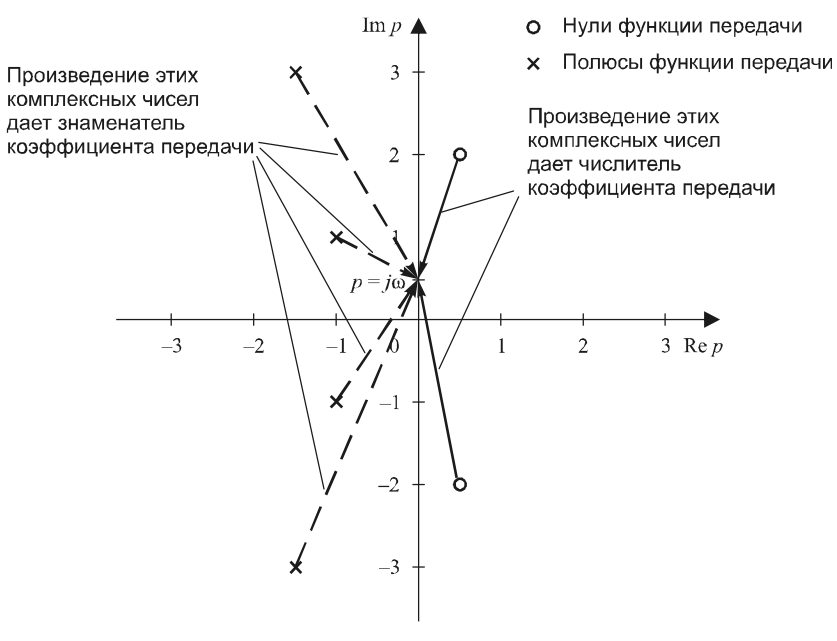 Im p
Нули функции передачи
Полюсы функции передачи
Произведение этих
комплексных чисел
дает знаменатель
коэффициента передачи
Произведение этих
комплексных чисел
дает числитель
коэффициента передачи
3
2
1
p = jω
–3
–2
–1
0
1
2
3
Re p
–1
–2
–3